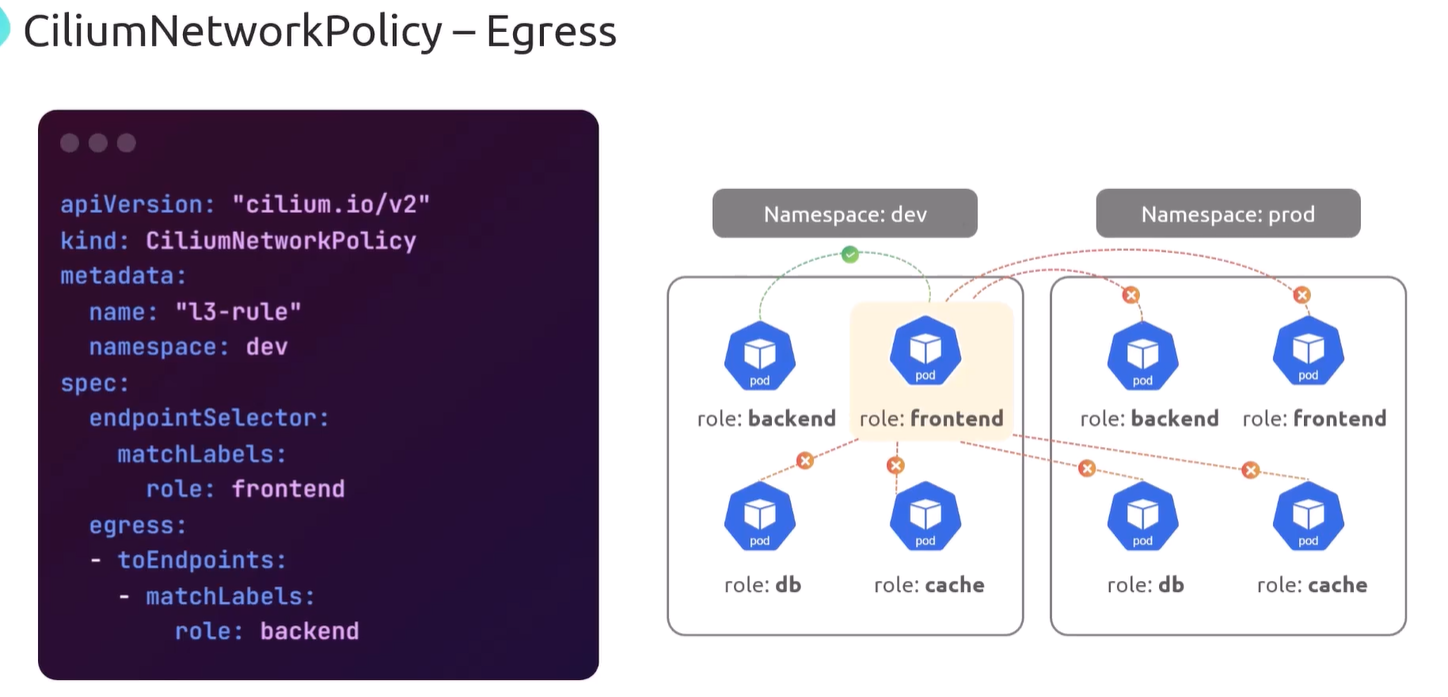 CiliumNetworkPolicy – Egress
apiVersion: "cilium.io/v2"
kind: CiliumNetworkPolicy
metadata:
  name: "l3-rule"
  namespace: dev
spec:
  endpointSelector:
    matchLabels:
      role: frontend
  egress:
  - toEndpoints:
    - matchLabels:
        role: backend
Namespace: dev
Namespace: prod
pod
pod
pod
pod
role: backend
role: frontend
role: backend
role: frontend
pod
pod
pod
pod
role: db
role: cache
role: db
role: cache